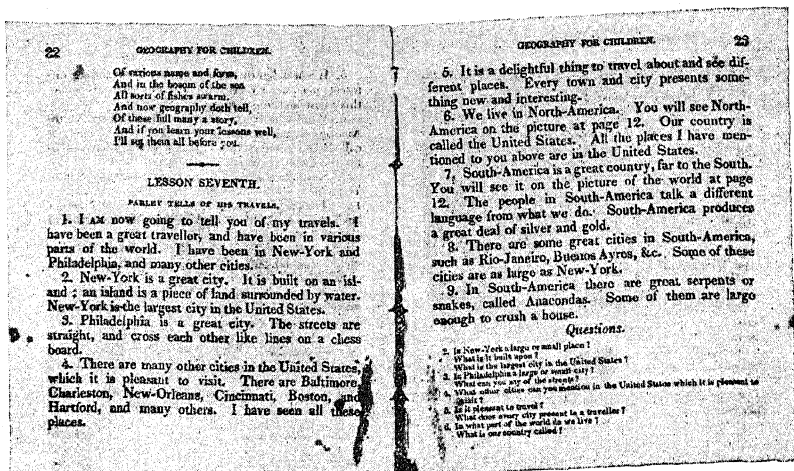 22 GEOGRAPHY FOR CHILDREN.
Of various name and form,
And in the bosom of the sea
All sorts of fishes swarm.
And now geography doth tell,
Of these full many a story,
And if you learn your lessons well,
I'll set them all before you.
LESSON SEVENTH.
PARLEY TELLS OF HIS TRAVELS.
1. I AM now going to tell you of my travels. I
have been a great traveller, and have been in various
parts of the world. I have been in New-York and
Philadelphia, and many other cities.
2. New-York is a great city. It is built on an isl-
and; an island is a piece of land surrounded by water.
New-York is the largest city in the United States.
3. Philadelphia is a great city. The streets are
straight, and cross each other like lines on a chess
board.
4. There are many other cities in the United States,
which it is pleasant to visit. There are Baltimore,
Charleston, New-Orleans, Cincinnati, Boston, and
Hartford, and many others. I have seen all these
places.
GEOGRAPHY FOR CHILDREN. 23
5. It is a delightful thing to travel about and see dif-
ferent places. Every town and city presents some-
thing new and interesting.
6. We live in North-America. You will see North-
America on the picture at page 12. Our country is
called the United States. All the places I have men-
tioned to you above are in the United States.
7. South-America is a great country, far to the South.
You will see it on the picture of the world at page
12. The people in South-America talk a different
language from what we do. South-America produces
a great deal of silver and gold.
8. There are some great cities in South-America,
such as Rio-Janeiro, Buenos Ayres, &c. Some of these
cities are as large as New-York.
9. In South-America there are great serpents or
snakes, called Anacondas. Some of them are large
enough to crush a house.
Questions.
2. Is New-York a large or small place?
What is it built upon?
What is the largest city in the United States?
3. Is Philadelphia a large or small city?
What can you say of the streets?
4. What other cities can you mention in the United States which it is pleasant to
visit?
5. Is it pleasant to travel?
What does every city present to a traveller?
6. In what part of the world do we live?
What is our country called?